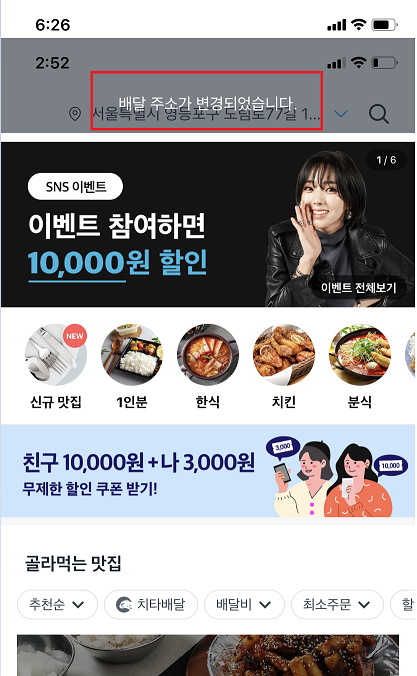 6:26
2:52
배달 주소가 변경되었습니다.
서울특별시 영등포구 도림로77길 1...
1/6
SNS 이벤트
이벤트 참여하면
10,000원 할인
이벤트 전체보기
NEW
신규 맛집
1인분
한식
치킨
분식
친구 10,000원+나 3,000원
무제한 할인 쿠폰 받기!
3,000
10,000
골라먹는 맛집
추천순
치타배달
배달비
최소주문
할